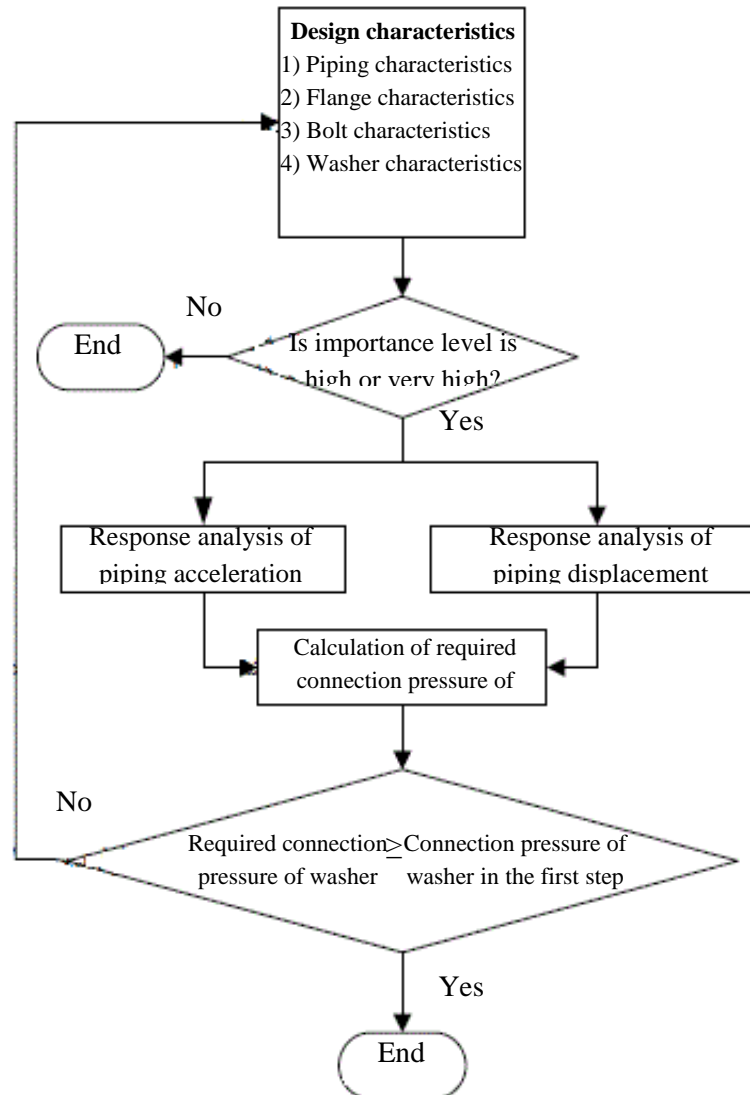 Design characteristics
1) Piping characteristics
2) Flange characteristics
3) Bolt characteristics
4) Washer characteristics
No
End
Is importance level is
high or very high?
Yes
Response analysis of
piping acceleration
Response analysis of
piping displacement
Calculation of required
connection pressure of
No
Required connection
pressure of washer
≥
Connection pressure of
washer in the first step
Yes
End